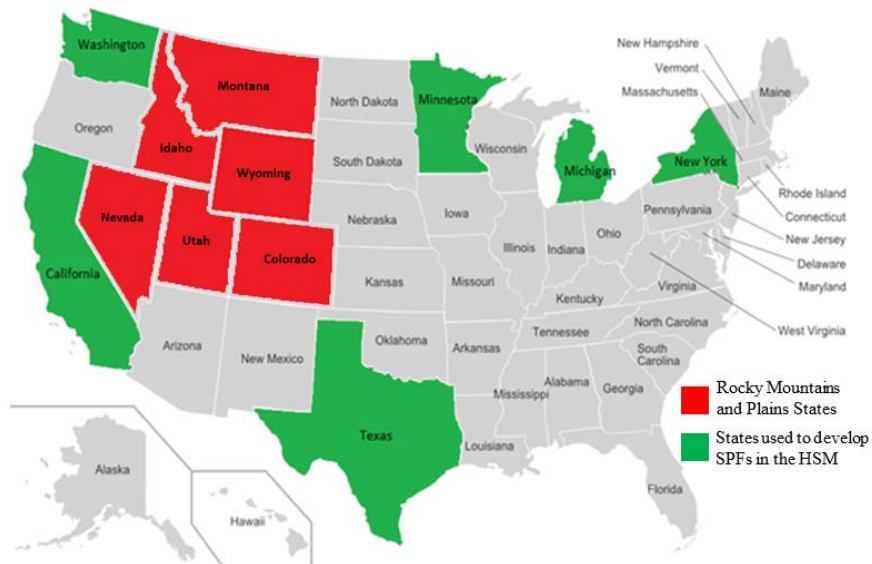 New Hampshire
Vermont
Washington
Massachusetts
Maine
Montana
North Dakota
Minnesota
Oregon
Wisconsin
Idaho
South Dakota
Michigan
New York
Wyoming
Rhode Island
Nevada
Nebraska
Iowa
Pennsylvania
Connecticut
Utah
Illinois
Indiana
Ohio
New Jersey
Colorado
California
Kansas
Missouri
Delaware
Virginia
Maryland
Kentucky
West Virginia
North Carolina
Tennessee
Arizona
New Mexico
Oklahoma
Arkansas
South
Carolina
Mississippi
Alabama
Georgia
Rocky Mountains
and Plains States
Texas
Louisiana
States used to develop
SPFs in the HSM
Alaska
Florida
Hawaii